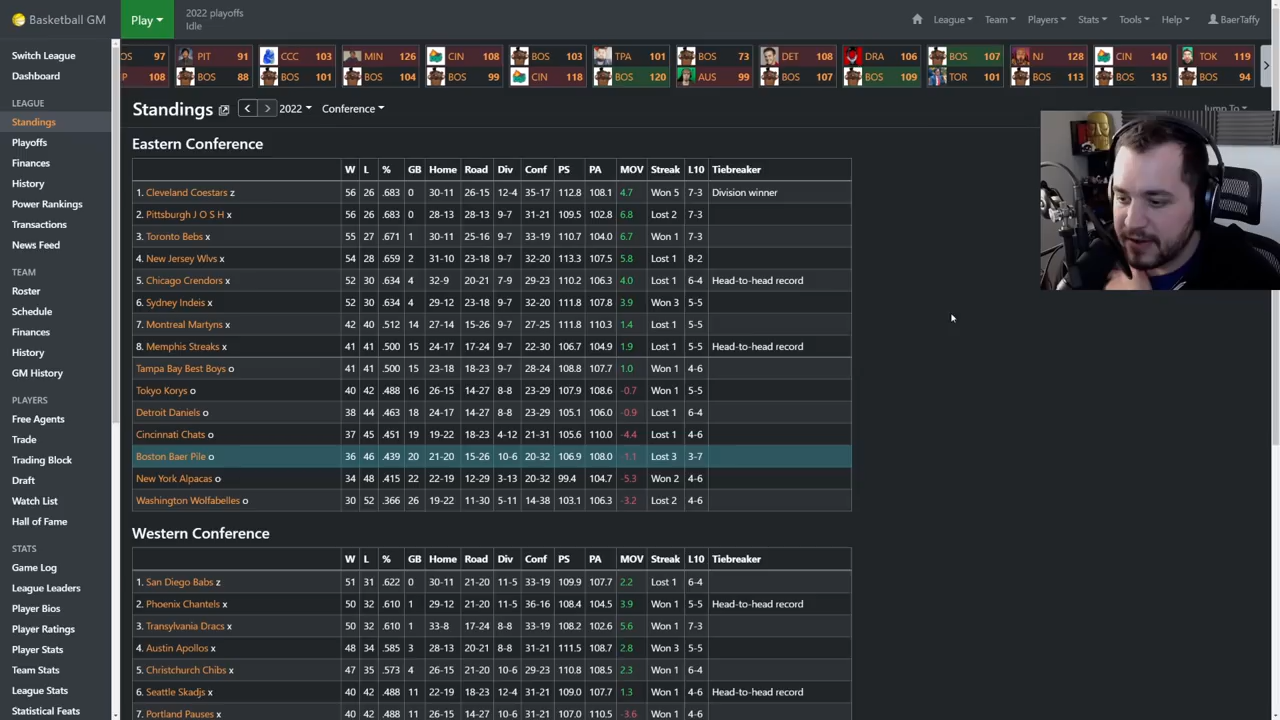 Basketball GM
Play
2022 playoffs
Idle
League
Team
Players
Stats
Tools
Help
BaerTaffy
OS 97 PIT 91 CCC 103 MIN 126 CIN 108 BOS 103 TPA 101 BOS 73 DET 108 DRA 106 BOS 107 NJ 128 CIN 140 TOK 119
P 108 BOS 88 BOS 101 BOS 104 BOS 99 CIN 118 BOS 120 AUS 99 BOS 107 BOS 109 TOR 101 BOS 113 BOS 135 BOS 94
Switch League
Dashboard
LEAGUE
Standings
Playoffs
Finances
History
Power Rankings
Transactions
News Feed
TEAM
Roster
Schedule
Finances
History
GM History
PLAYERS
Free Agents
Trade
Trading Block
Draft
Watch List
Hall of Fame
STATS
Game Log
League Leaders
Player Bios
Player Ratings
Player Stats
Team Stats
League Stats
Statistical Feats
Standings 2022 Conference
Jump To
Eastern Conference
W L % GB Home Road Div Conf PS PA MOV Streak L10 Tiebreaker
1. Cleveland Coestars z 56 26 .683 0 30-11 26-15 12-4 35-17 112.8 108.1 4.7 Won 5 7-3 Division winner
2. Pittsburgh J O S H x 56 26 .683 0 28-13 28-13 9-7 31-21 109.5 102.8 6.8 Lost 2 7-3
3. Toronto Bebs x 55 27 .671 1 30-11 25-16 9-7 33-19 110.7 104.0 6.7 Won 1 7-3
4. New Jersey Wlvs x 54 28 .659 2 31-10 23-18 9-7 32-20 113.3 107.5 5.8 Lost 1 8-2
5. Chicago Crendors x 52 30 .634 4 32-9 20-21 7-9 29-23 110.2 106.3 4.0 Lost 1 6-4 Head-to-head record
6. Sydney Indeis x 52 30 .634 4 29-12 23-18 9-7 32-20 111.8 107.8 3.9 Won 3 5-5
7. Montreal Martyns x 42 40 .512 14 27-14 15-26 9-7 27-25 111.8 110.3 1.4 Lost 1 5-5
8. Memphis Streaks x 41 41 .500 15 24-17 17-24 9-7 22-30 106.7 104.9 1.9 Lost 1 5-5 Head-to-head record
Tampa Bay Best Boys o 41 41 .500 15 23-18 18-23 9-7 28-24 108.8 107.7 1.0 Won 1 4-6
Tokyo Korys o 40 42 .488 16 26-15 14-27 8-8 23-29 107.9 108.6 -0.7 Won 1 5-5
Detroit Daniels o 38 44 .463 18 24-17 14-27 8-8 23-29 105.1 106.0 -0.9 Lost 1 6-4
Cincinnati Chats o 37 45 .451 19 19-22 18-23 4-12 21-31 105.6 110.0 -4.4 Lost 1 4-6
Boston Baer Pile o 36 46 .439 20 21-20 15-26 10-6 20-32 106.9 108.0 -1.1 Lost 3 3-7
New York Alpacas o 34 48 .415 22 22-19 12-29 3-13 20-32 99.4 104.7 -5.3 Won 2 4-6
Washington Wolfabelles o 30 52 .366 26 19-22 11-30 5-11 14-38 103.1 106.3 -3.2 Lost 2 4-6
Western Conference
W L % GB Home Road Div Conf PS PA MOV Streak L10 Tiebreaker
1. San Diego Babs z 51 31 .622 0 30-11 21-20 11-5 33-19 109.9 107.7 2.2 Lost 1 6-4
2. Phoenix Chantels x 50 32 .610 1 29-12 21-20 11-5 36-16 108.4 104.5 3.9 Won 1 5-5 Head-to-head record
3. Transylvania Dracs x 50 32 .610 1 33-8 17-24 8-8 33-19 108.2 102.6 5.6 Won 1 7-3
4. Austin Apollos x 48 34 .585 3 28-13 20-21 8-8 31-21 111.5 108.7 2.8 Won 3 5-5
5. Christchurch Chibs x 47 35 .573 4 26-15 21-20 10-6 29-23 110.8 108.5 2.3 Won 1 6-4
6. Seattle Skadjs x 40 42 .488 11 22-19 18-23 12-4 31-21 109.0 107.7 1.3 Won 1 4-6 Head-to-head record
7. Portland Pauses x 40 42 .488 11 26-15 14-27 8-8 31-21 107.0 110.5 -3.6 Won 1 5-5